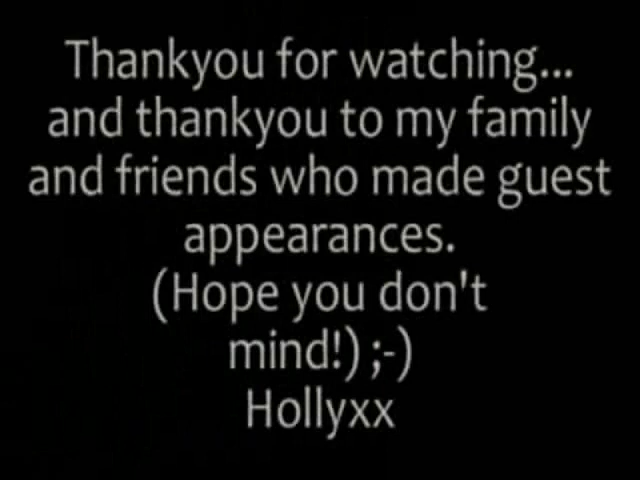 Thankyou for watching...
and thankyou to my family
and friends who made guest
appearances.
(Hope you don't
mind!) ;-)
Hollyxx